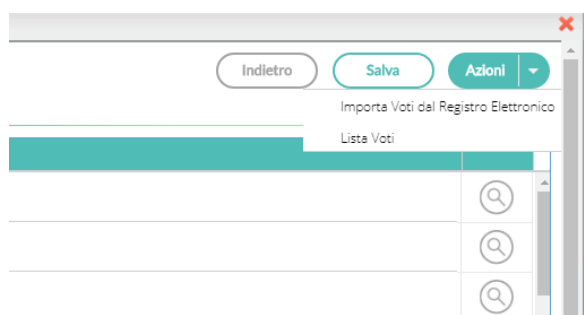 Indietro
Salva
Azioni
Importa Voti dal Registro Elettronico
Lista Voti